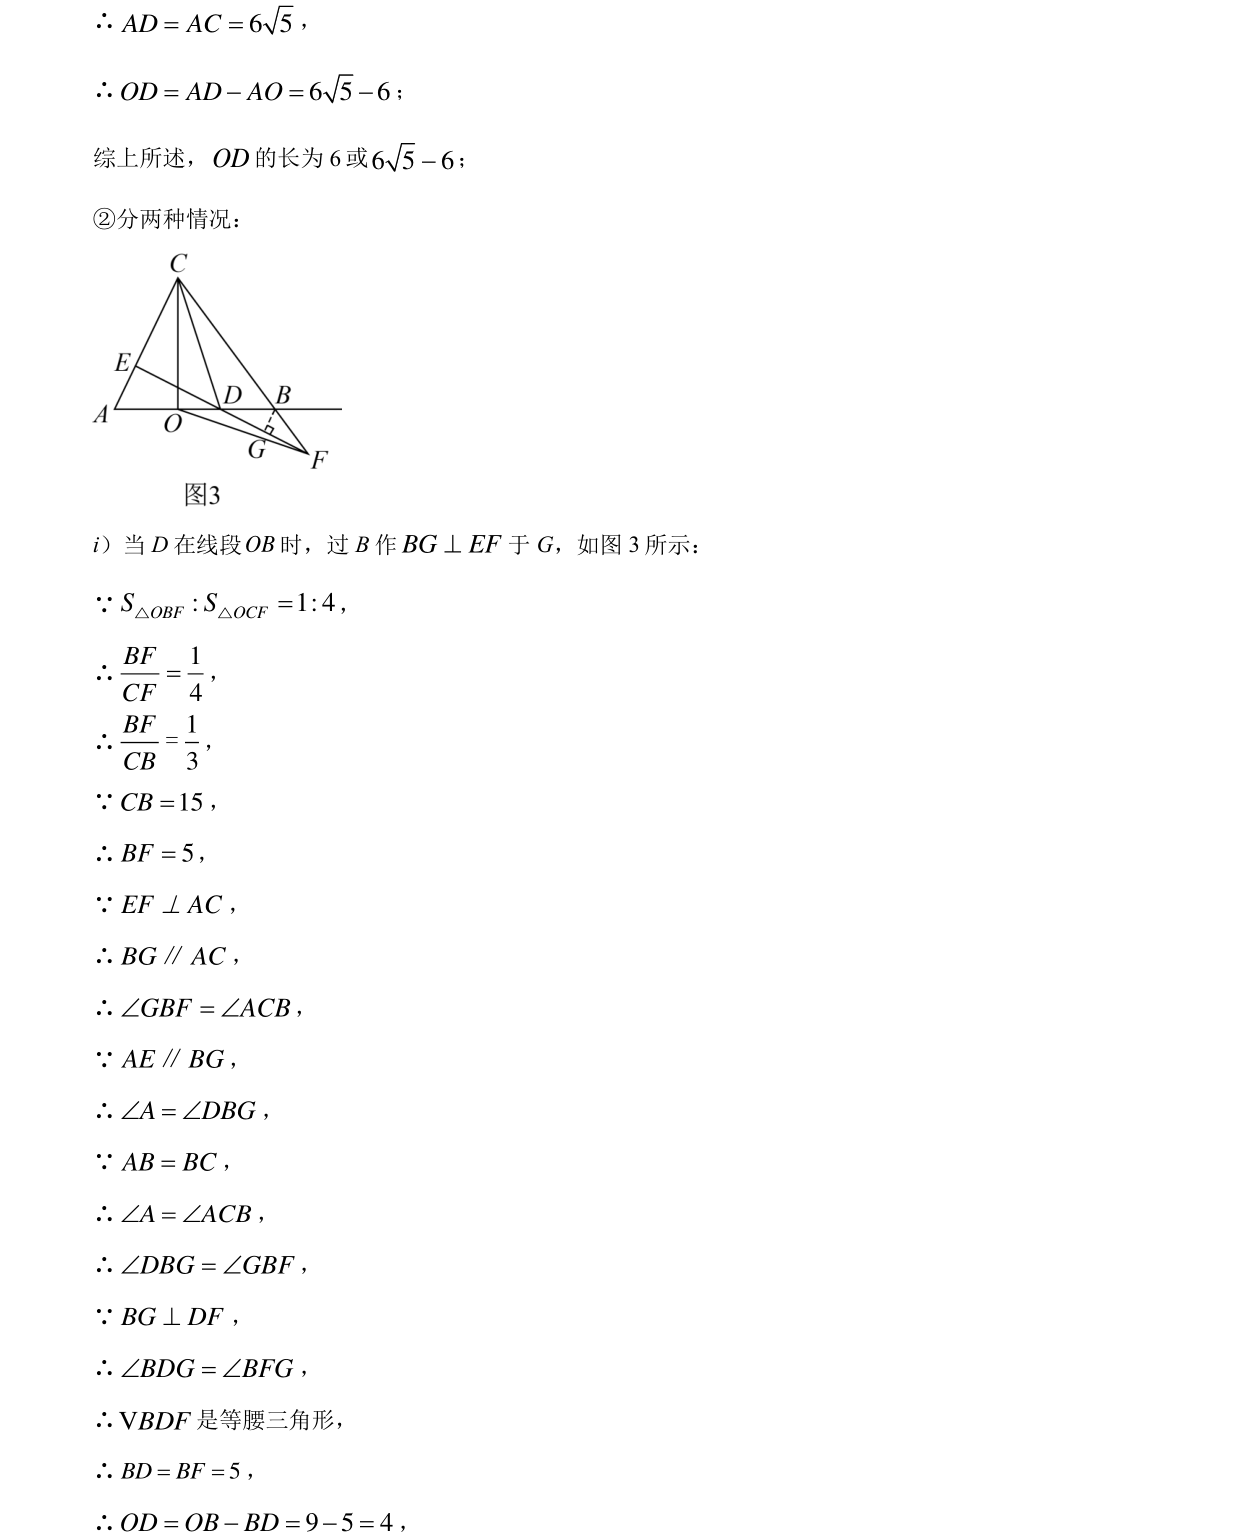 ∴ AD = AC = 6√5，
∴ OD = AD − AO = 6√5 − 6；
综上所述，OD 的长为 6 或 6√5 − 6；
②分两种情况：
C
E
D B
A
O
G
F
图3
i）当 D 在线段 OB 时，过 B 作 BG ⊥ EF 于 G，如图 3 所示：
∵ S△OBF : S△OCF = 1 : 4，
∴ BF/CF = 1/4，
∴ BF/CB = 1/3，
∵ CB = 15，
∴ BF = 5，
∵ EF ⊥ AC，
∴ BG // AC，
∴ ∠GBF = ∠ACB，
∵ AE // BG，
∴ ∠A = ∠DBG，
∵ AB = BC，
∴ ∠A = ∠ACB，
∴ ∠DBG = ∠GBF，
∵ BG ⊥ DF，
∴ ∠BDG = ∠BFG，
∴ VBDF 是等腰三角形，
∴ BD = BF = 5，
∴ OD = OB − BD = 9 − 5 = 4，